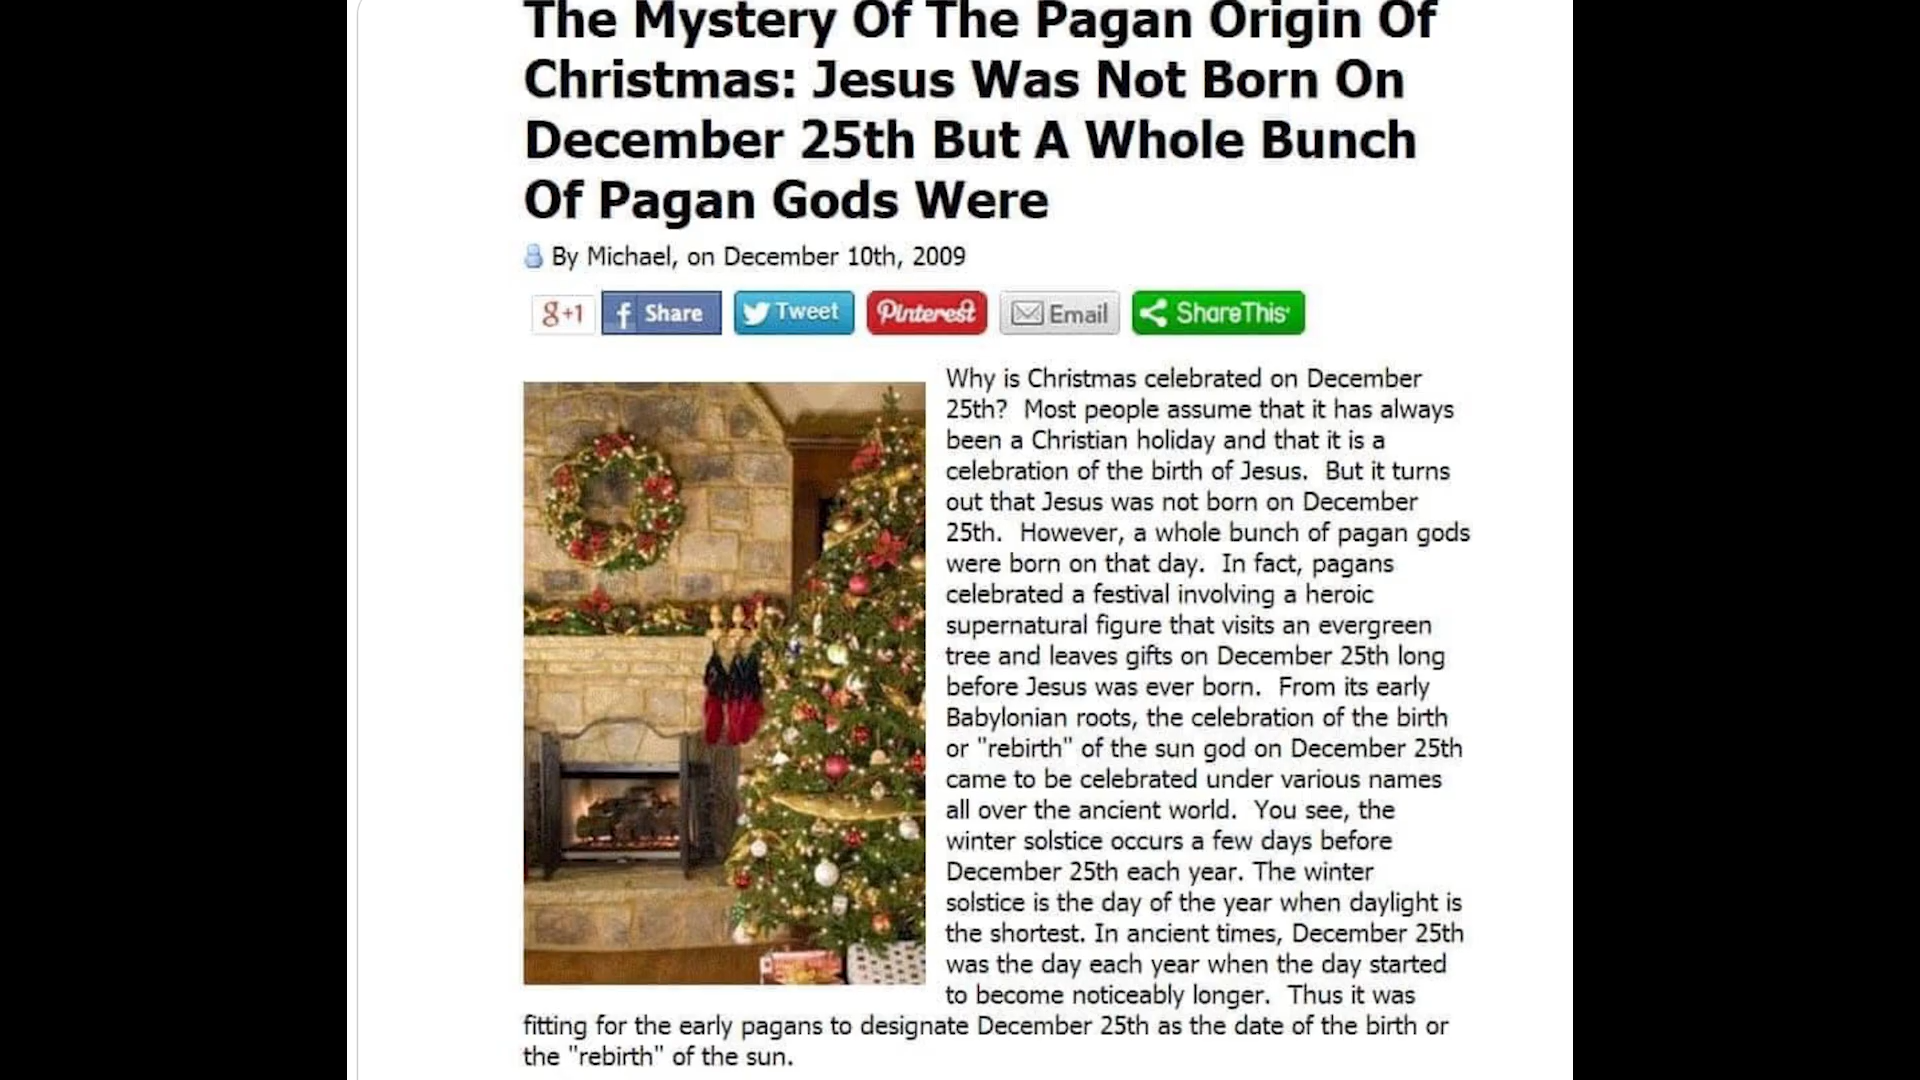 The Mystery Of The Pagan Origin Of
Christmas: Jesus Was Not Born On
December 25th But A Whole Bunch
Of Pagan Gods Were
By Michael, on December 10th, 2009
g+1
f Share
Tweet
Pinterest
Email
ShareThis
Why is Christmas celebrated on December
25th? Most people assume that it has always
been a Christian holiday and that it is a
celebration of the birth of Jesus. But it turns
out that Jesus was not born on December
25th. However, a whole bunch of pagan gods
were born on that day. In fact, pagans
celebrated a festival involving a heroic
supernatural figure that visits an evergreen
tree and leaves gifts on December 25th long
before Jesus was ever born. From its early
Babylonian roots, the celebration of the birth
or "rebirth" of the sun god on December 25th
came to be celebrated under various names
all over the ancient world. You see, the
winter solstice occurs a few days before
December 25th each year. The winter
solstice is the day of the year when daylight is
the shortest. In ancient times, December 25th
was the day each year when the day started
to become noticeably longer. Thus it was
fitting for the early pagans to designate December 25th as the date of the birth or
the "rebirth" of the sun.